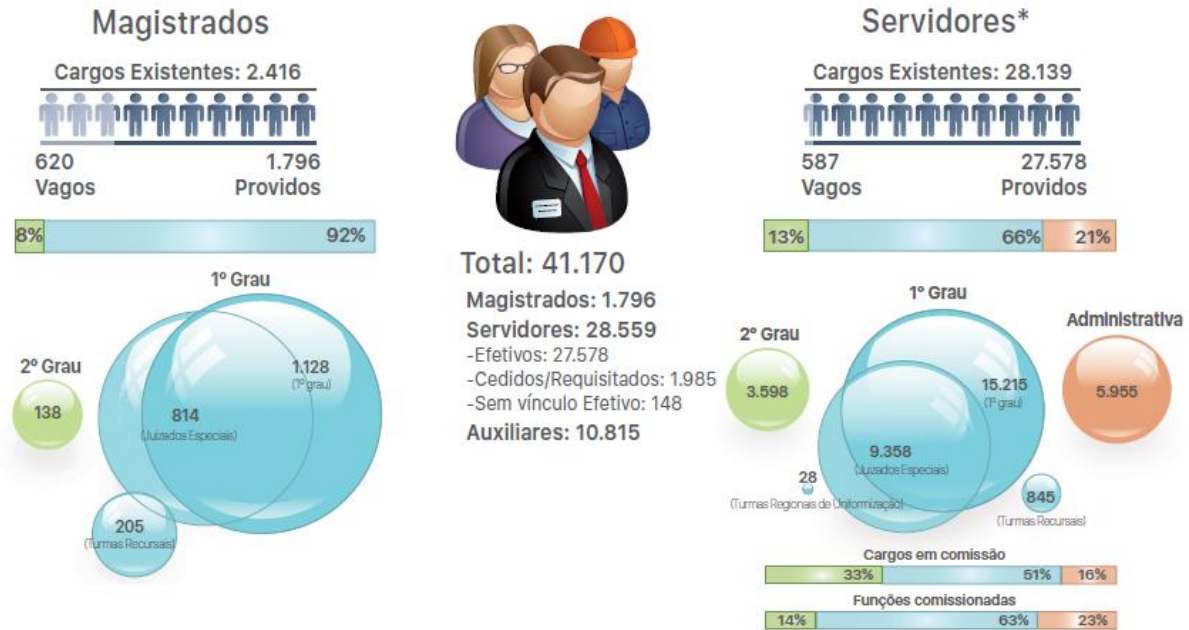 Magistrados
Cargos Existentes: 2.416
620
Vagos
1.796
Providos
8%
92%
1º Grau
1.128
(1º grau)
2º Grau
138
814
(Juizados Especiais)
205
(Turmas Recursais)
Total: 41.170
Magistrados: 1.796
Servidores: 28.559
-Efetivos: 27.578
-Cedidos/Requisitados: 1.985
-Sem vínculo Efetivo: 148
Auxiliares: 10.815
Servidores*
Cargos Existentes: 28.139
587
Vagos
27.578
Providos
13%
66%
21%
1º Grau
2º Grau
Administrativa
3.598
15.215
(1º grau)
5.955
9.358
(Juizados Especiais)
28
(Turmas Regionais de Uniformização)
845
(Turmas Recursais)
Cargos em comissão
33%
51%
16%
Funções comissionadas
14%
63%
23%